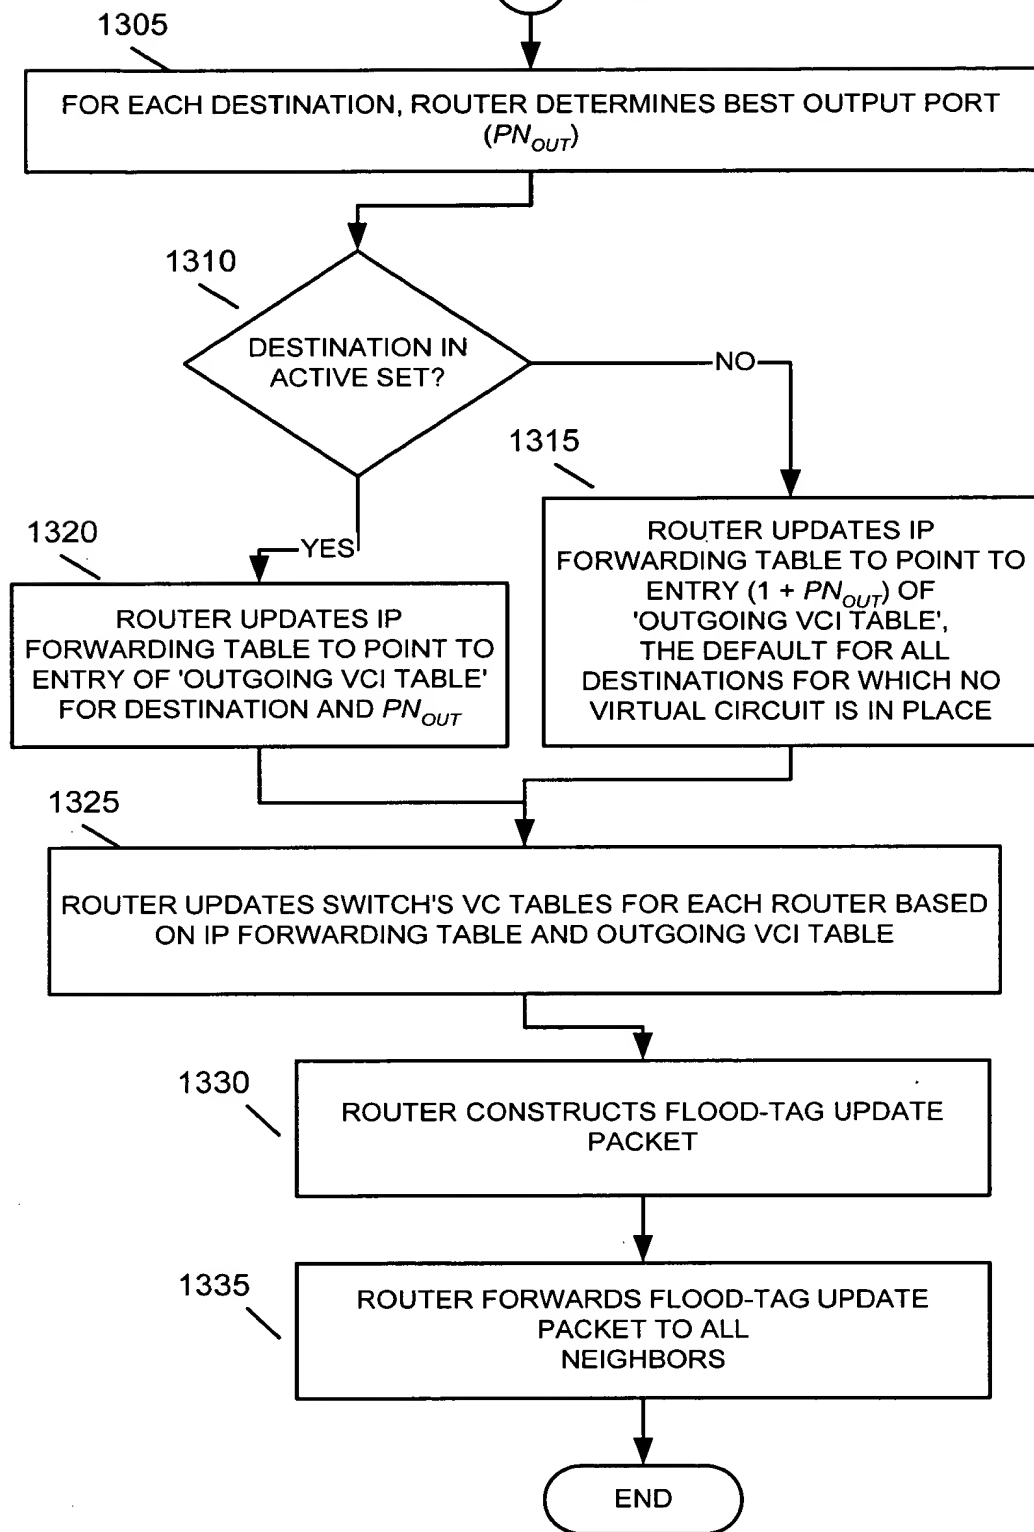 1305
FOR EACH DESTINATION, ROUTER DETERMINES BEST OUTPUT PORT
(PN_OUT)
1310
DESTINATION IN
ACTIVE SET?
NO
1315
ROUTER UPDATES IP
FORWARDING TABLE TO POINT TO
ENTRY (1 + PN_OUT) OF
'OUTGOING VCI TABLE',
THE DEFAULT FOR ALL
DESTINATIONS FOR WHICH NO
VIRTUAL CIRCUIT IS IN PLACE
YES
1320
ROUTER UPDATES IP
FORWARDING TABLE TO POINT TO
ENTRY OF 'OUTGOING VCI TABLE'
FOR DESTINATION AND PN_OUT
1325
ROUTER UPDATES SWITCH'S VC TABLES FOR EACH ROUTER BASED
ON IP FORWARDING TABLE AND OUTGOING VCI TABLE
1330
ROUTER CONSTRUCTS FLOOD-TAG UPDATE
PACKET
1335
ROUTER FORWARDS FLOOD-TAG UPDATE
PACKET TO ALL
NEIGHBORS
END